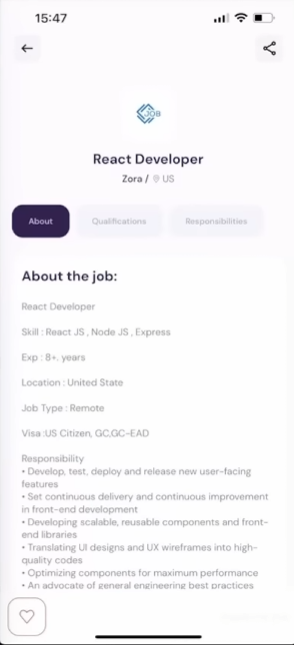 15:47
JOB
React Developer
Zora / US
About
Qualifications
Responsibilities
About the job:
React Developer
Skill : React JS , Node JS , Express
Exp : 8+. years
Location : United State
Job Type : Remote
Visa :US Citizen, GC,GC-EAD
Responsibility
• Develop, test, deploy and release new user-facing
features
• Set continuous delivery and continuous improvement
in front-end development
• Developing scalable, reusable components and front-
end libraries
• Translating UI designs and UX wireframes into high-
quality codes
• Optimizing components for maximum performance
• An advocate of general engineering best practices